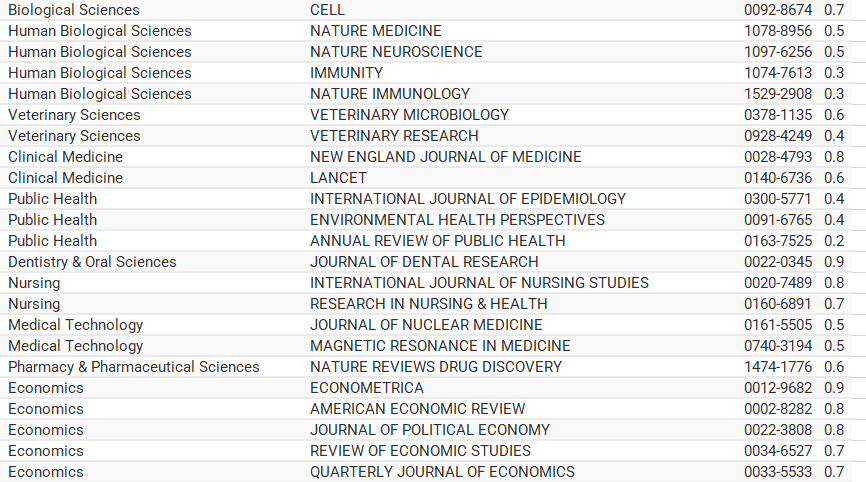 Biological Sciences CELL 0092-8674 0.7
Human Biological Sciences NATURE MEDICINE 1078-8956 0.5
Human Biological Sciences NATURE NEUROSCIENCE 1097-6256 0.5
Human Biological Sciences IMMUNITY 1074-7613 0.3
Human Biological Sciences NATURE IMMUNOLOGY 1529-2908 0.3
Veterinary Sciences VETERINARY MICROBIOLOGY 0378-1135 0.6
Veterinary Sciences VETERINARY RESEARCH 0928-4249 0.4
Clinical Medicine NEW ENGLAND JOURNAL OF MEDICINE 0028-4793 0.8
Clinical Medicine LANCET 0140-6736 0.6
Public Health INTERNATIONAL JOURNAL OF EPIDEMIOLOGY 0300-5771 0.4
Public Health ENVIRONMENTAL HEALTH PERSPECTIVES 0091-6765 0.4
Public Health ANNUAL REVIEW OF PUBLIC HEALTH 0163-7525 0.2
Dentistry & Oral Sciences JOURNAL OF DENTAL RESEARCH 0022-0345 0.9
Nursing INTERNATIONAL JOURNAL OF NURSING STUDIES 0020-7489 0.8
Nursing RESEARCH IN NURSING & HEALTH 0160-6891 0.7
Medical Technology JOURNAL OF NUCLEAR MEDICINE 0161-5505 0.5
Medical Technology MAGNETIC RESONANCE IN MEDICINE 0740-3194 0.5
Pharmacy & Pharmaceutical Sciences NATURE REVIEWS DRUG DISCOVERY 1474-1776 0.6
Economics ECONOMETRICA 0012-9682 0.9
Economics AMERICAN ECONOMIC REVIEW 0002-8282 0.8
Economics JOURNAL OF POLITICAL ECONOMY 0022-3808 0.8
Economics REVIEW OF ECONOMIC STUDIES 0034-6527 0.7
Economics QUARTERLY JOURNAL OF ECONOMICS 0033-5533 0.7